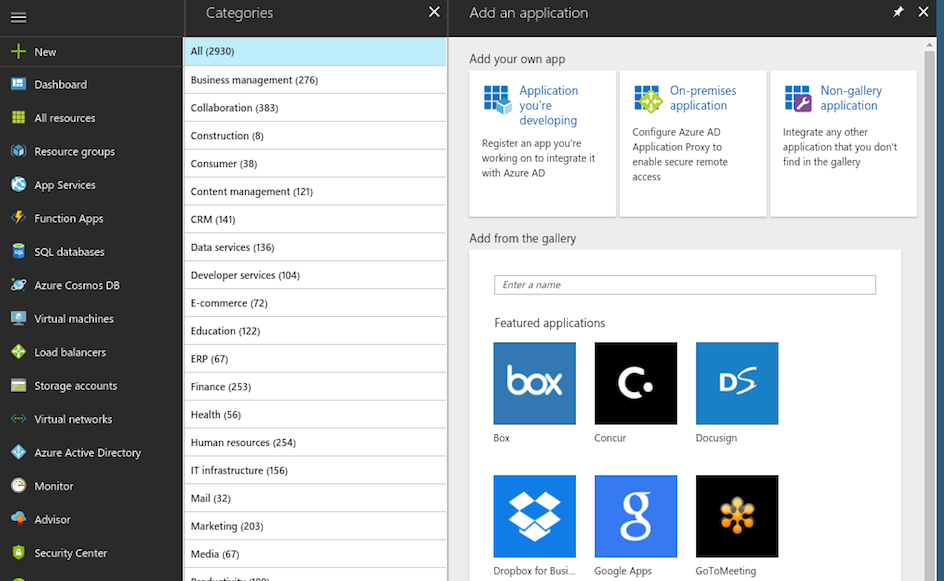 Categories
Add an application
New
Dashboard
All resources
Resource groups
App Services
Function Apps
SQL databases
Azure Cosmos DB
Virtual machines
Load balancers
Storage accounts
Virtual networks
Azure Active Directory
Monitor
Advisor
Security Center
All (2930)
Business management (276)
Collaboration (383)
Construction (8)
Consumer (38)
Content management (121)
CRM (141)
Data services (136)
Developer services (104)
E-commerce (72)
Education (122)
ERP (67)
Finance (253)
Health (56)
Human resources (254)
IT infrastructure (156)
Mail (32)
Marketing (203)
Media (67)
Add your own app
Application
you're
developing
Register an app you're
working on to integrate it
with Azure AD
On-premises
application
Configure Azure AD
Application Proxy to
enable secure remote
access
Non-gallery
application
Integrate any other
application that you don't
find in the gallery
Add from the gallery
Enter a name
Featured applications
box
Box
C.
Concur
DS
Docusign
Dropbox for Busi...
g
Google Apps
GoToMeeting